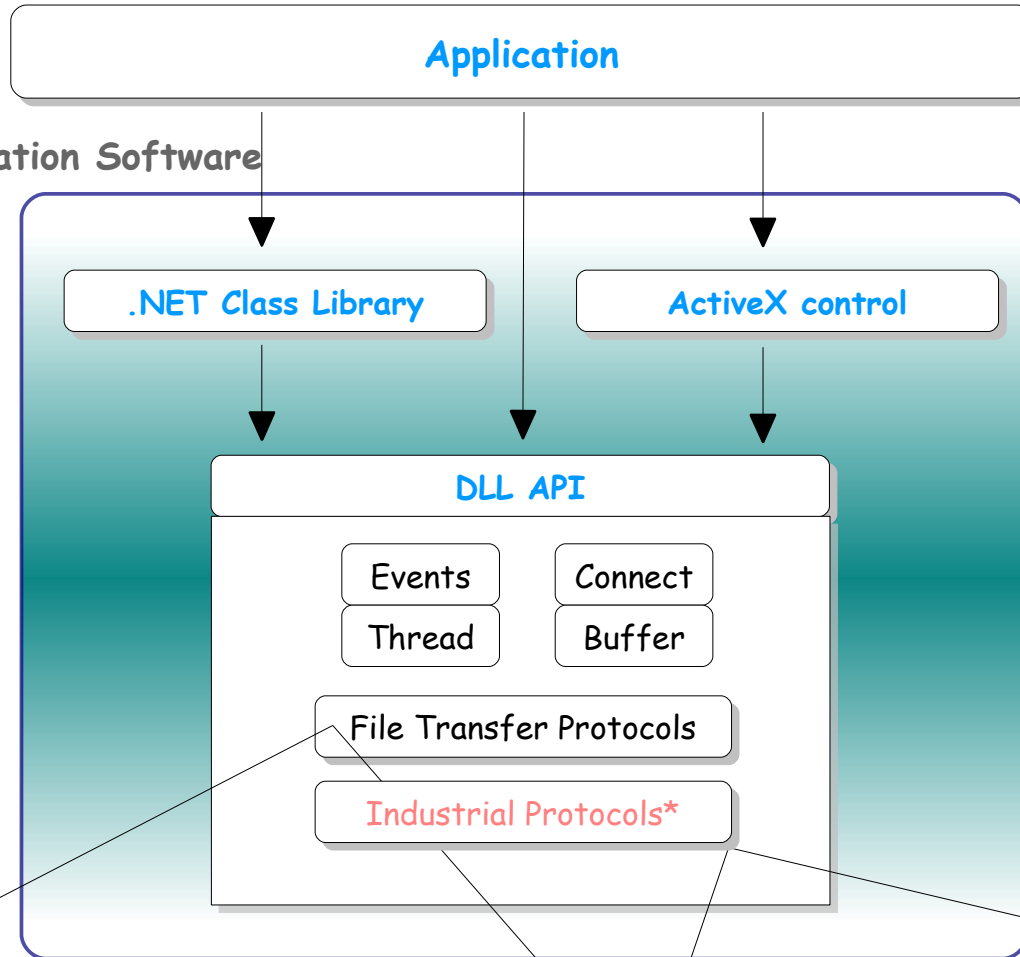 Application
ation Software
.NET Class Library
ActiveX control
DLL API
Events
Connect
Thread
Buffer
File Transfer Protocols
Industrial Protocols*